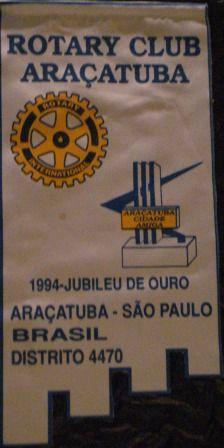 ROTARY CLUB
ARAÇATUBA
ROTARY
INTERNATIONAL
ARAÇATUBA
CIDADE
AMIGA
1994-JUBILEU DE OURO
ARAÇATUBA - SÃO PAULO
BRASIL
DISTRITO 4470